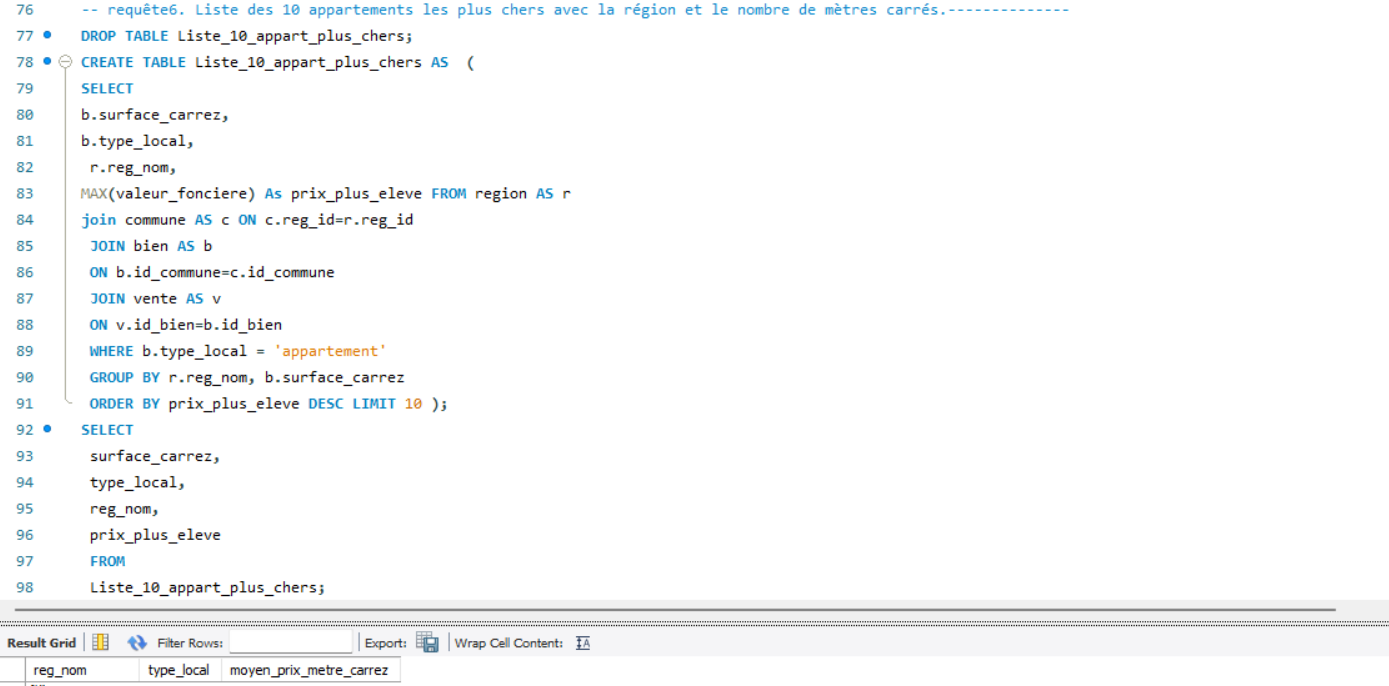 76 -- requête6. Liste des 10 appartements les plus chers avec la région et le nombre de mètres carrés.--------------
77 DROP TABLE Liste_10_appart_plus_chers;
78 CREATE TABLE Liste_10_appart_plus_chers AS (
79 SELECT
80 b.surface_carrez,
81 b.type_local,
82 r.reg_nom,
83 MAX(valeur_fonciere) As prix_plus_eleve FROM region AS r
84 join commune AS c ON c.reg_id=r.reg_id
85 JOIN bien AS b
86 ON b.id_commune=c.id_commune
87 JOIN vente AS v
88 ON v.id_bien=b.id_bien
89 WHERE b.type_local = 'appartement'
90 GROUP BY r.reg_nom, b.surface_carrez
91 ORDER BY prix_plus_eleve DESC LIMIT 10 );
92 SELECT
93 surface_carrez,
94 type_local,
95 reg_nom,
96 prix_plus_eleve
97 FROM
98 Liste_10_appart_plus_chers;
Result Grid Filter Rows: Export: Wrap Cell Content: IA
reg_nom type_local moyen_prix_metre_carrez